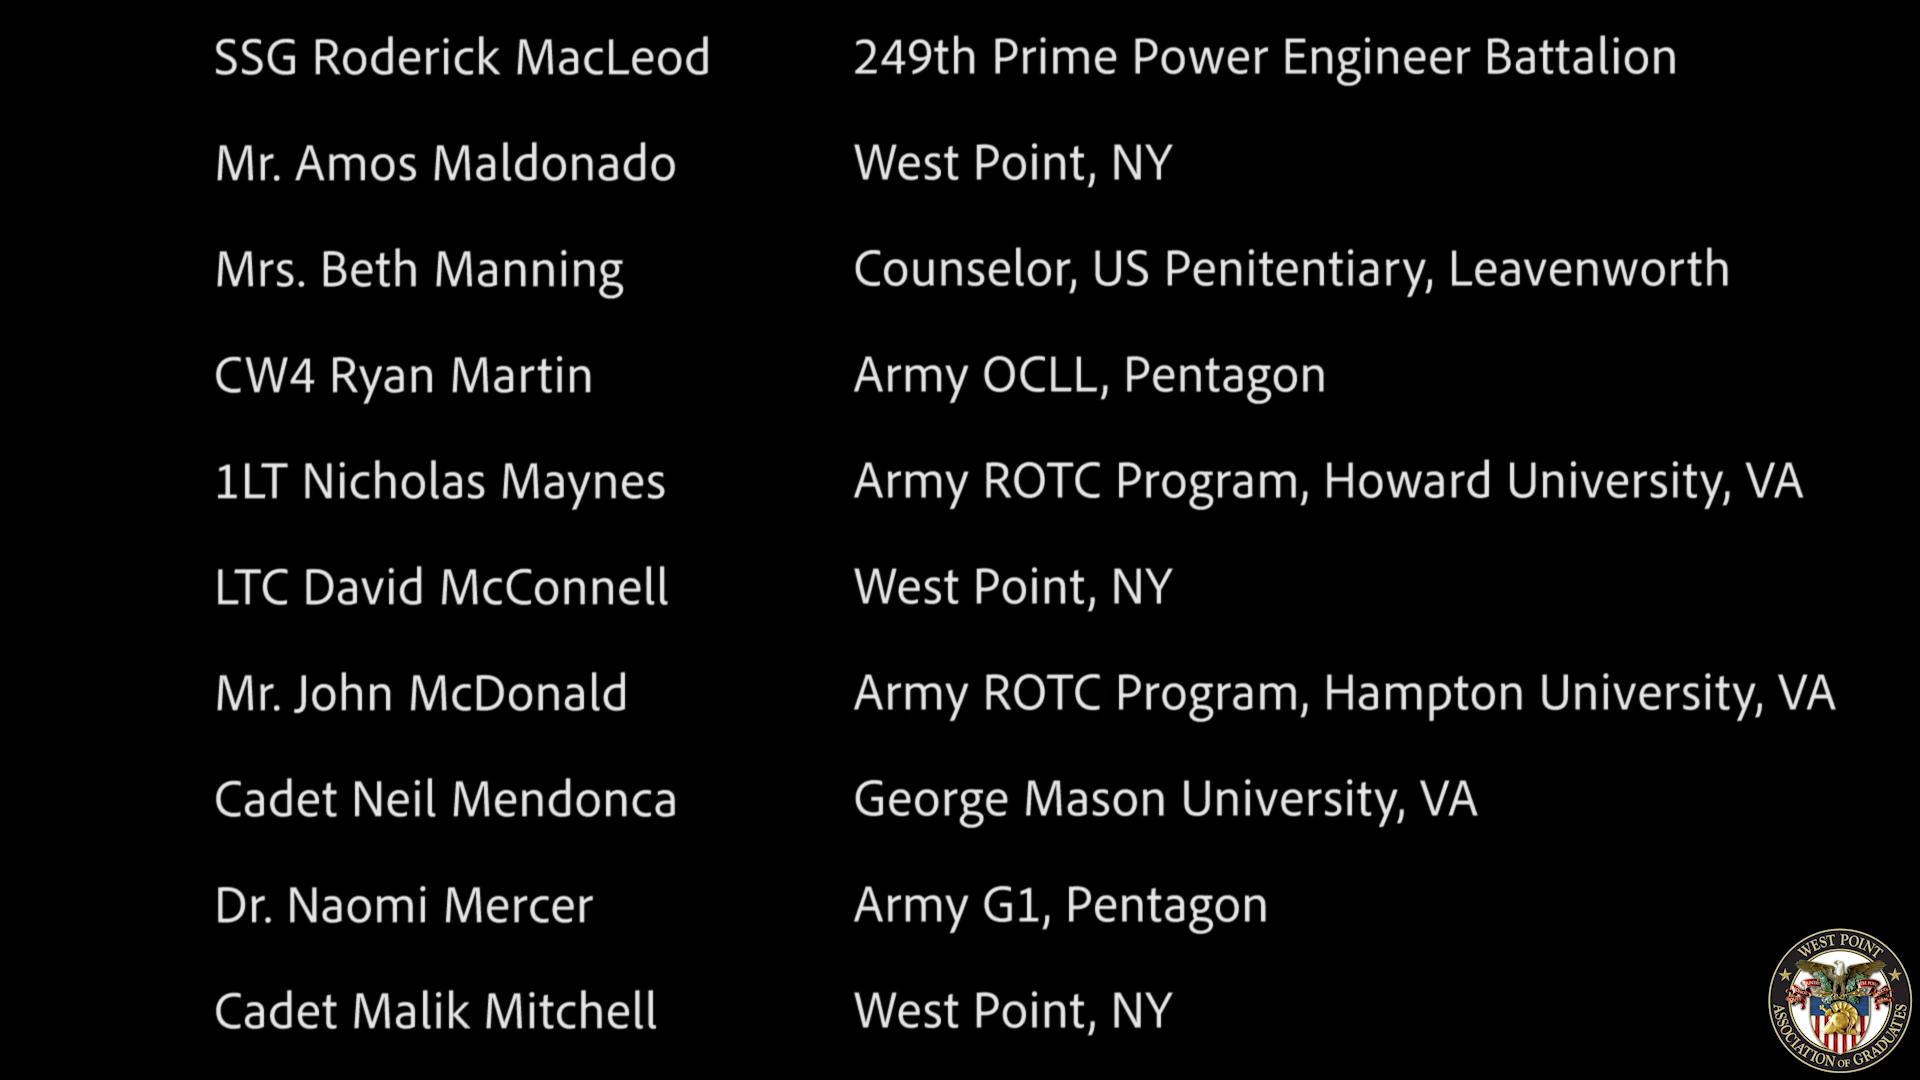 SSG Roderick MacLeod 249th Prime Power Engineer Battalion
Mr. Amos Maldonado West Point, NY
Mrs. Beth Manning Counselor, US Penitentiary, Leavenworth
CW4 Ryan Martin Army OCLL, Pentagon
1LT Nicholas Maynes Army ROTC Program, Howard University, VA
LTC David McConnell West Point, NY
Mr. John McDonald Army ROTC Program, Hampton University, VA
Cadet Neil Mendonca George Mason University, VA
Dr. Naomi Mercer Army G1, Pentagon
Cadet Malik Mitchell West Point, NY
WEST POINT
ASSOCIATION OF GRADUATES